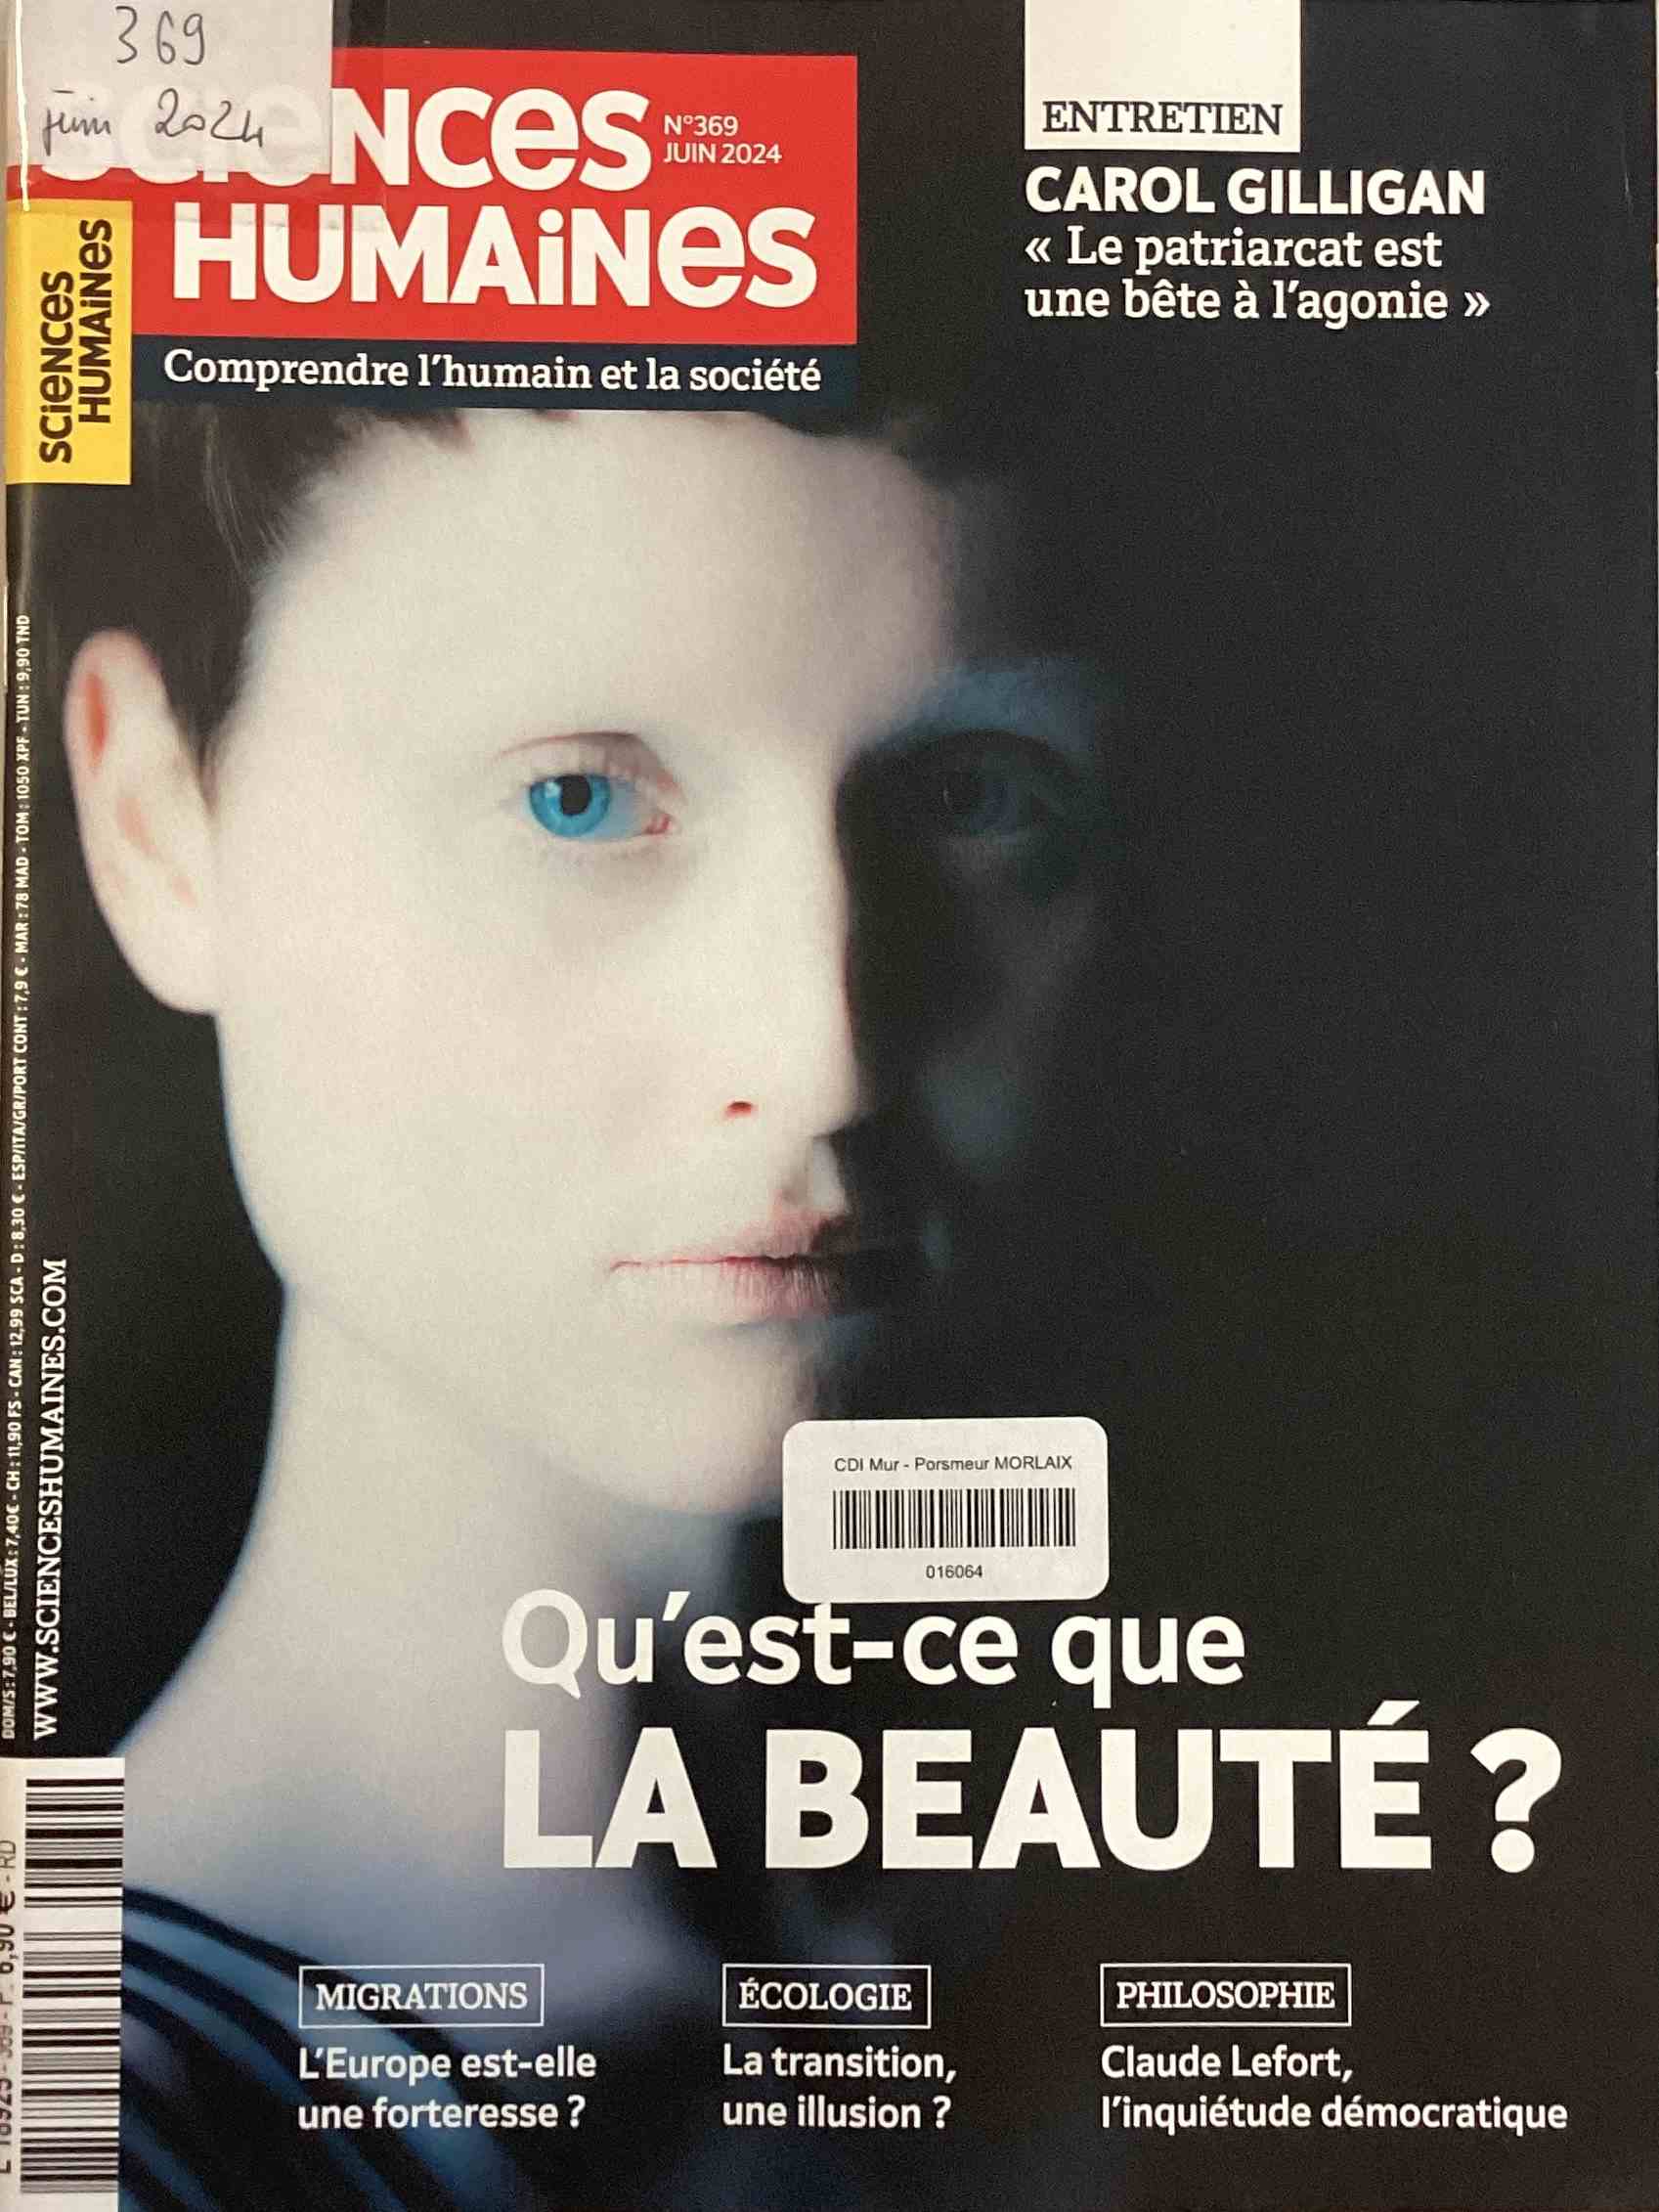 369
juin 2024
SCIENCES
N°369
JUIN 2024
HUMAINES
Comprendre l'humain et la société
SCIENCES
HUMAINES
ENTRETIEN
CAROL GILLIGAN
« Le patriarcat est
une bête à l'agonie »
DOM/S : 7,90 € - BEL/LUX : 7,40€ - CH : 11,90 FS - CAN : 12,99 $CA - D : 8,30 € - ESP/ITA/GR/PORT CONT : 7,9 € - MAR : 78 MAD - TOM : 1050 XPF - TUN : 9,90 TND
WWW.SCIENCESHUMAINES.COM
CDI Mur - Porsmeur MORLAIX
016064
Qu'est-ce que
LA BEAUTÉ ?
MIGRATIONS
L'Europe est-elle
une forteresse ?
ÉCOLOGIE
La transition,
une illusion ?
PHILOSOPHIE
Claude Lefort,
l'inquiétude démocratique
6,90 € - RD